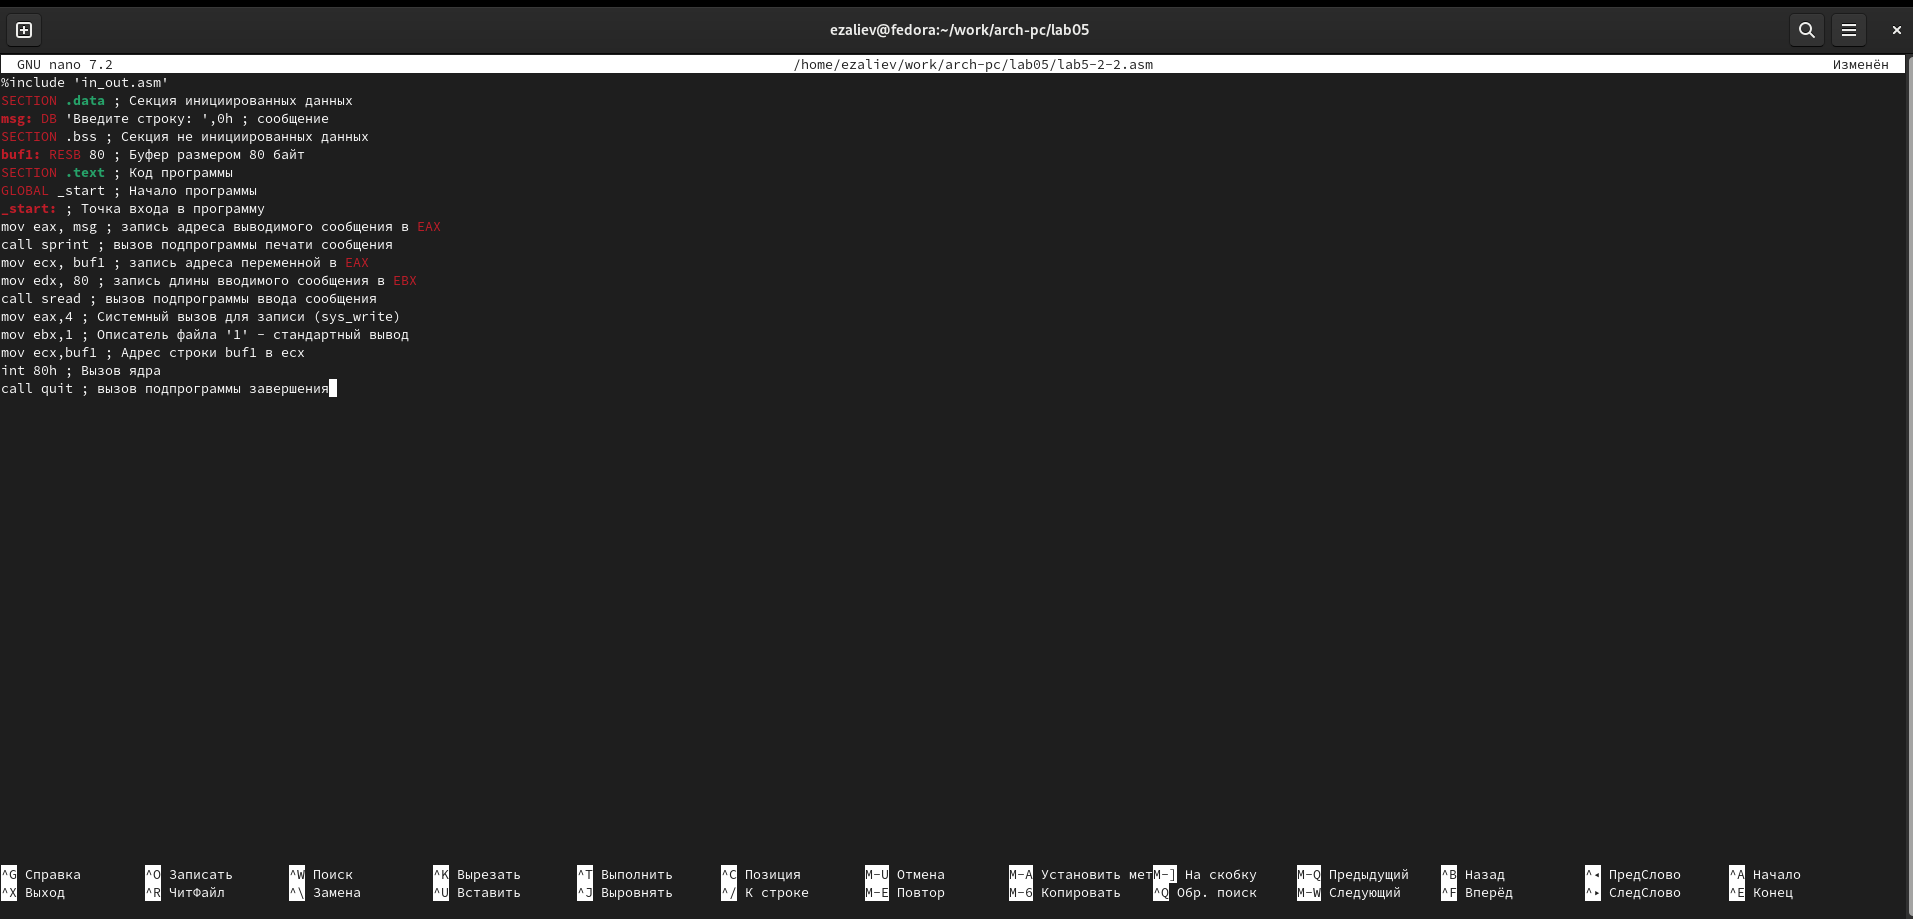 ezaliev@fedora:~/work/arch-pc/lab05
GNU nano 7.2 /home/ezaliev/work/arch-pc/lab05/lab5-2-2.asm Изменён
%include 'in_out.asm'
SECTION .data ; Секция инициированных данных
msg: DB 'Введите строку: ',0h ; сообщение
SECTION .bss ; Секция не инициированных данных
buf1: RESB 80 ; Буфер размером 80 байт
SECTION .text ; Код программы
GLOBAL _start ; Начало программы
_start: ; Точка входа в программу
mov eax, msg ; запись адреса выводимого сообщения в EAX
call sprint ; вызов подпрограммы печати сообщения
mov ecx, buf1 ; запись адреса переменной в EAX
mov edx, 80 ; запись длины вводимого сообщения в EBX
call sread ; вызов подпрограммы ввода сообщения
mov eax,4 ; Системный вызов для записи (sys_write)
mov ebx,1 ; Описатель файла '1' - стандартный вывод
mov ecx,buf1 ; Адрес строки buf1 в ecx
int 80h ; Вызов ядра
call quit ; вызов подпрограммы завершения
^G Справка ^O Записать ^W Поиск ^K Вырезать ^T Выполнить ^C Позиция M-U Отмена M-A Установить мет M-] На скобку M-Q Предыдущий ^B Назад ^◂ ПредСлово ^A Начало
^X Выход ^R ЧитФайл ^\ Замена ^U Вставить ^J Выровнять ^/ К строке M-E Повтор M-6 Копировать ^Q Обр. поиск M-W Следующий ^F Вперёд ^▸ СледСлово ^E Конец